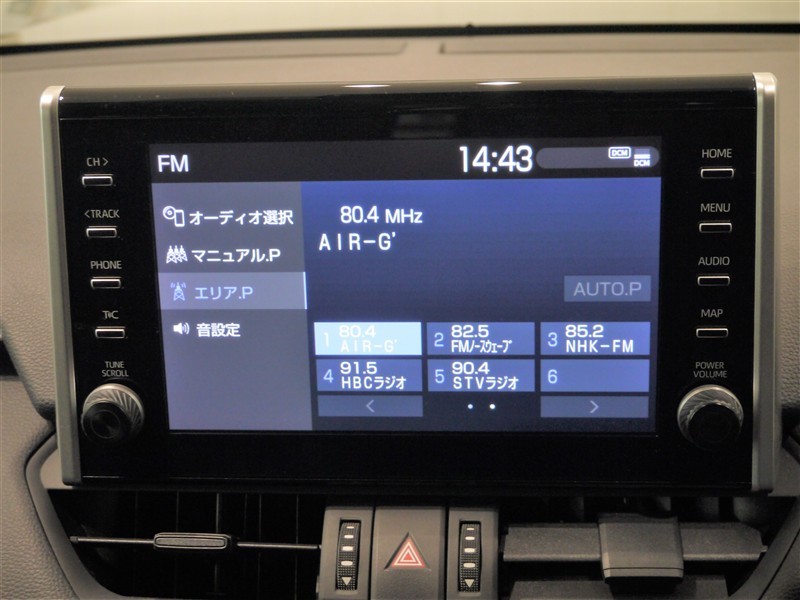 CH >
<TRACK
PHONE
T∞C
TUNE
SCROLL
FM
14:43
DCM
DCM
オーディオ選択
マニュアル.P
エリア.P
音設定
80.4 MHz
AIR-G'
AUTO.P
1 80.4
AIR-G'
2 82.5
FMノースウェーブ
3 85.2
NHK-FM
4 91.5
HBCラジオ
5 90.4
STVラジオ
6
<
>
HOME
MENU
AUDIO
MAP
POWER
VOLUME